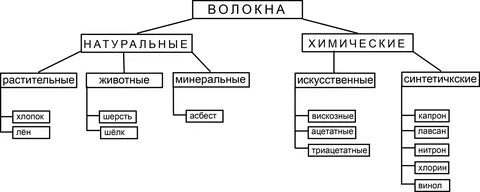 ВОЛОКНА
НАТУРАЛЬНЫЕ ХИМИЧЕСКИЕ
растительные животные минеральные искусственные синтетичкские
хлопок шерсть асбест вискозные капрон
лён шёлк ацетатные лавсан
триацетатные нитрон
хлорин
винол